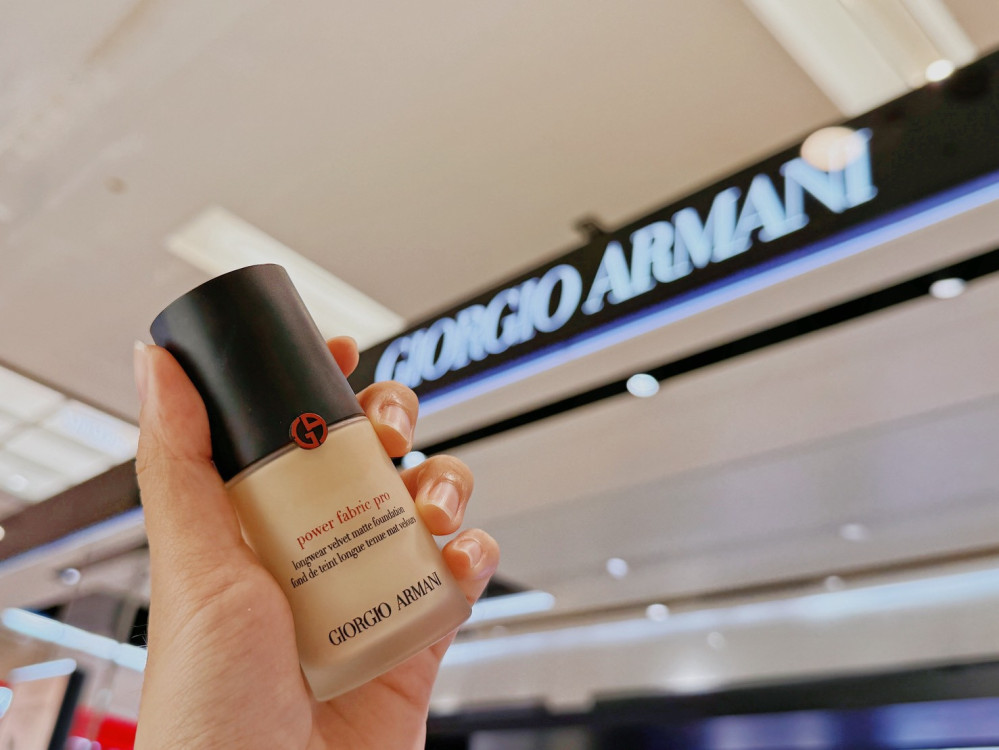 GIORGIO ARMANI
power fabric pro
longwear velvet matte foundation
fond de teint longue tenue mat velours
GIORGIO ARMANI